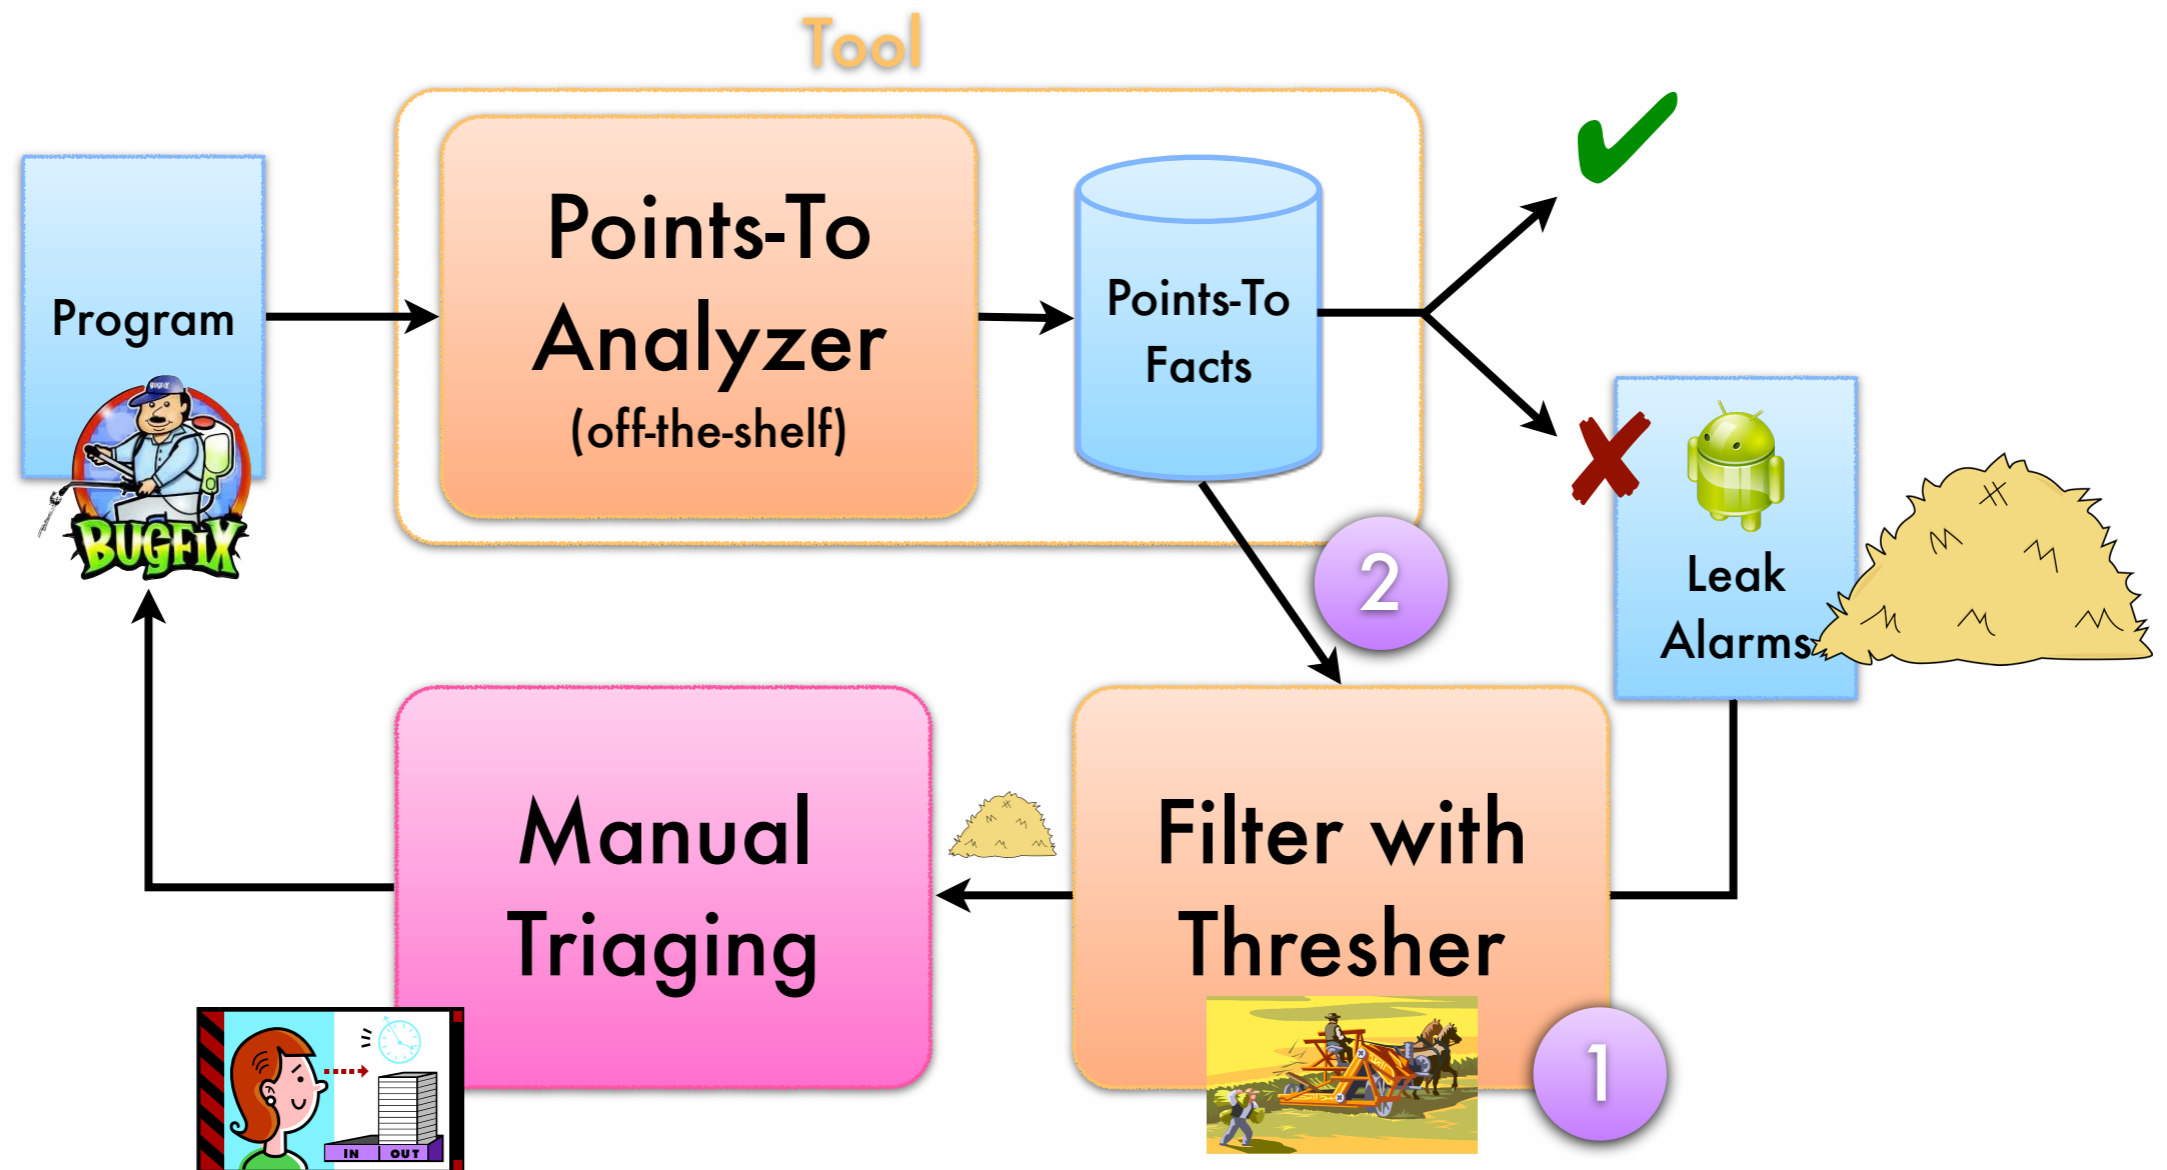 Tool
Points-To
Analyzer
(off-the-shelf)
Program
BUGFIX
BUGFIX
Points-To
Facts
2
Leak
Alarms
Manual
Triaging
Filter with
Thresher
1
IN OUT